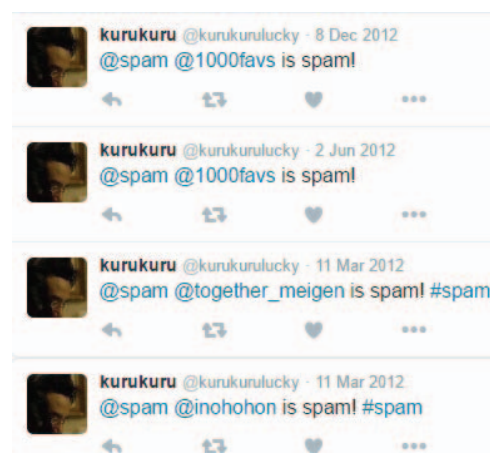 kurukuru @kurukurulucky · 8 Dec 2012
@spam @1000favs is spam!
kurukuru @kurukurulucky · 2 Jun 2012
@spam @1000favs is spam!
kurukuru @kurukurulucky · 11 Mar 2012
@spam @together_meigen is spam! #spam
kurukuru @kurukurulucky · 11 Mar 2012
@spam @inohohon is spam! #spam